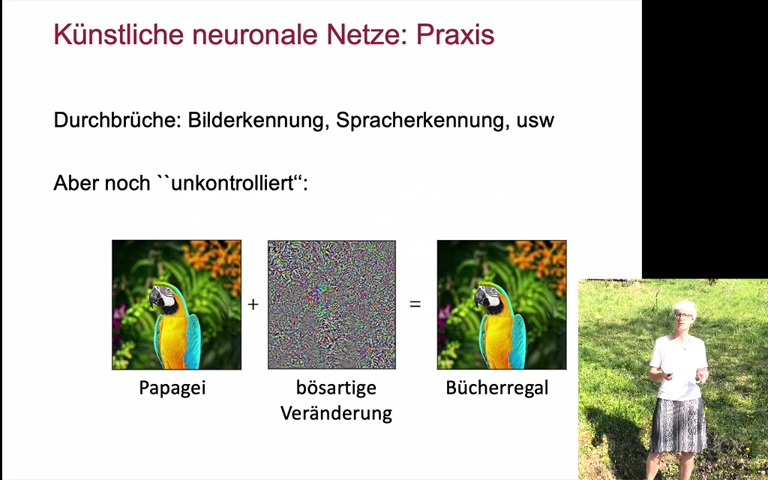 Künstliche neuronale Netze: Praxis
Durchbrüche: Bilderkennung, Spracherkennung, usw
Aber noch ``unkontrolliert“:
+ =
Papagei bösartige Bücherregal
Veränderung